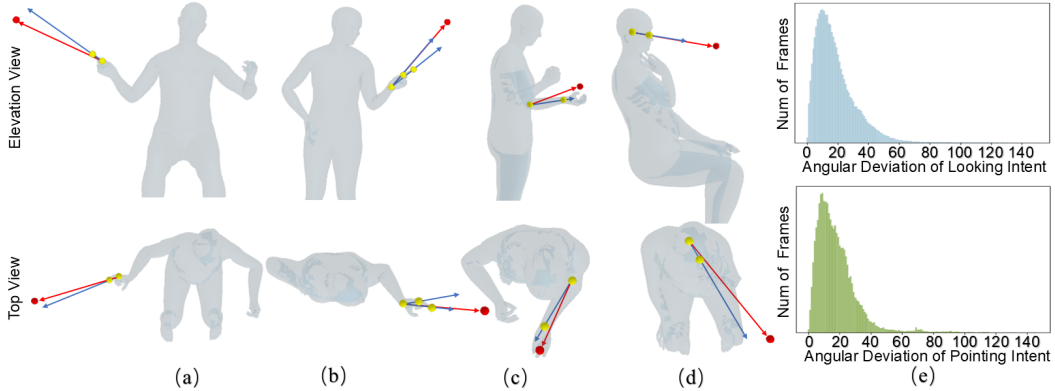 Elevation View
Num of Frames
0 20 40 60 80 100 120 140
Angular Deviation of Looking Intent
Top View
Num of Frames
0 20 40 60 80 100 120 140
Angular Deviation of Pointing Intent
(a) (b) (c) (d) (e)